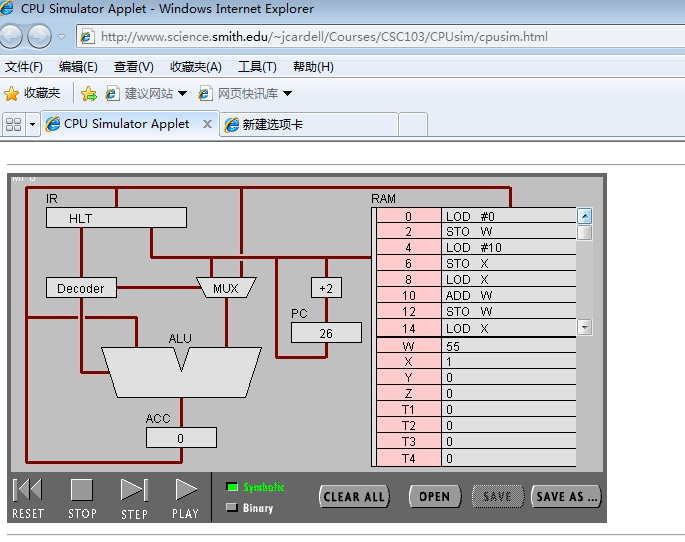 CPU Simulator Applet - Windows Internet Explorer
http://www.science.smith.edu/~jcardell/Courses/CSC103/CPUsim/cpusim.html
文件(F) 编辑(E) 查看(V) 收藏夹(A) 工具(T) 帮助(H)
收藏夹 建议网站 网页快讯库
CPU Simulator Applet X 新建选项卡
IR
HLT
Decoder
MUX
+2
PC
26
ALU
ACC
0
RAM
0 LOD #0
2 STO W
4 LOD #10
6 STO X
8 LOD X
10 ADD W
12 STO W
14 LOD X
W 55
X 1
Y 0
Z 0
T1 0
T2 0
T3 0
T4 0
RESET STOP STEP PLAY
Symbolic
Binary
CLEAR ALL OPEN SAVE SAVE AS ...